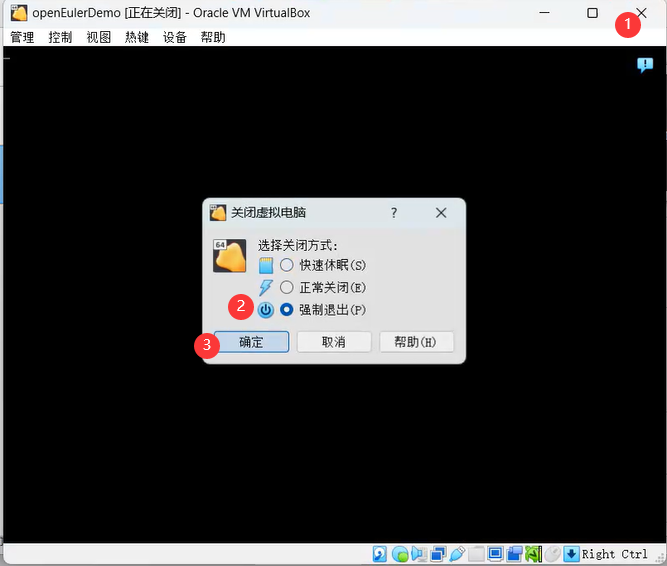 openEulerDemo [正在关闭] - Oracle VM VirtualBox
1
管理 控制 视图 热键 设备 帮助
关闭虚拟电脑 ?
64
选择关闭方式:
快速休眠(S)
正常关闭(E)
2 强制退出(P)
3 确定 取消 帮助(H)
Right Ctrl